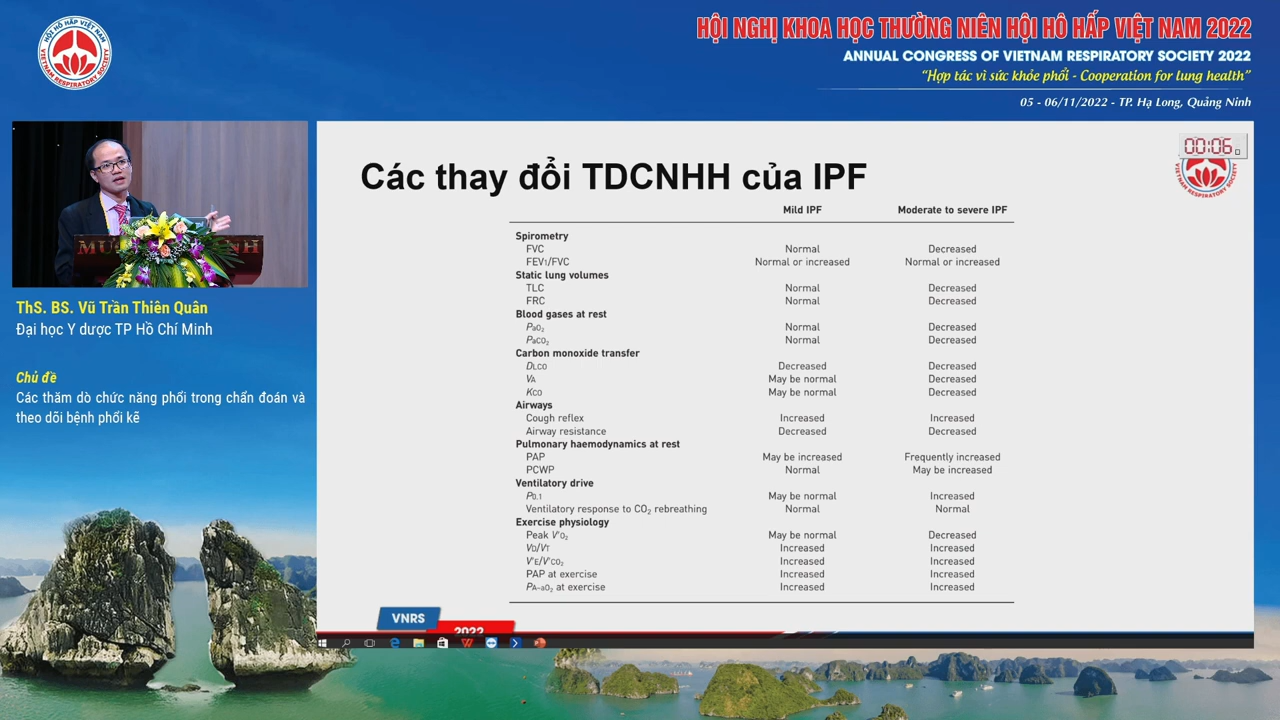 HỘI HÔ HẤP VIỆT NAM
VIETNAM RESPIRATORY SOCIETY
HỘI NGHỊ KHOA HỌC THƯỜNG NIÊN HỘI HÔ HẤP VIỆT NAM 2022
ANNUAL CONGRESS OF VIETNAM RESPIRATORY SOCIETY 2022
“Hợp tác vì sức khỏe phổi - Cooperation for lung health”
05 - 06/11/2022 - TP. Hạ Long, Quảng Ninh
ThS. BS. Vũ Trần Thiên Quân
Đại học Y dược TP Hồ Chí Minh
Chủ đề
Các thăm dò chức năng phổi trong chẩn đoán và
theo dõi bệnh phổi kẽ
00:06
Các thay đổi TDCNHH của IPF
Mild IPF Moderate to severe IPF
Spirometry
FVC Normal Decreased
FEV1/FVC Normal or increased Normal or increased
Static lung volumes
TLC Normal Decreased
FRC Normal Decreased
Blood gases at rest
PaO2 Normal Decreased
PaCO2 Normal Decreased
Carbon monoxide transfer
DLCO Decreased Decreased
VA May be normal Decreased
KCO May be normal Decreased
Airways
Cough reflex Increased Increased
Airway resistance Decreased Decreased
Pulmonary haemodynamics at rest
PAP May be increased Frequently increased
PCWP Normal May be increased
Ventilatory drive
P0.1 May be normal Increased
Ventilatory response to CO2 rebreathing Normal Normal
Exercise physiology
Peak V'O2 May be normal Decreased
VD/VT Increased Increased
V'E/V'CO2 Increased Increased
PAP at exercise Increased Increased
PA-aO2 at exercise Increased Increased
VNRS
2022